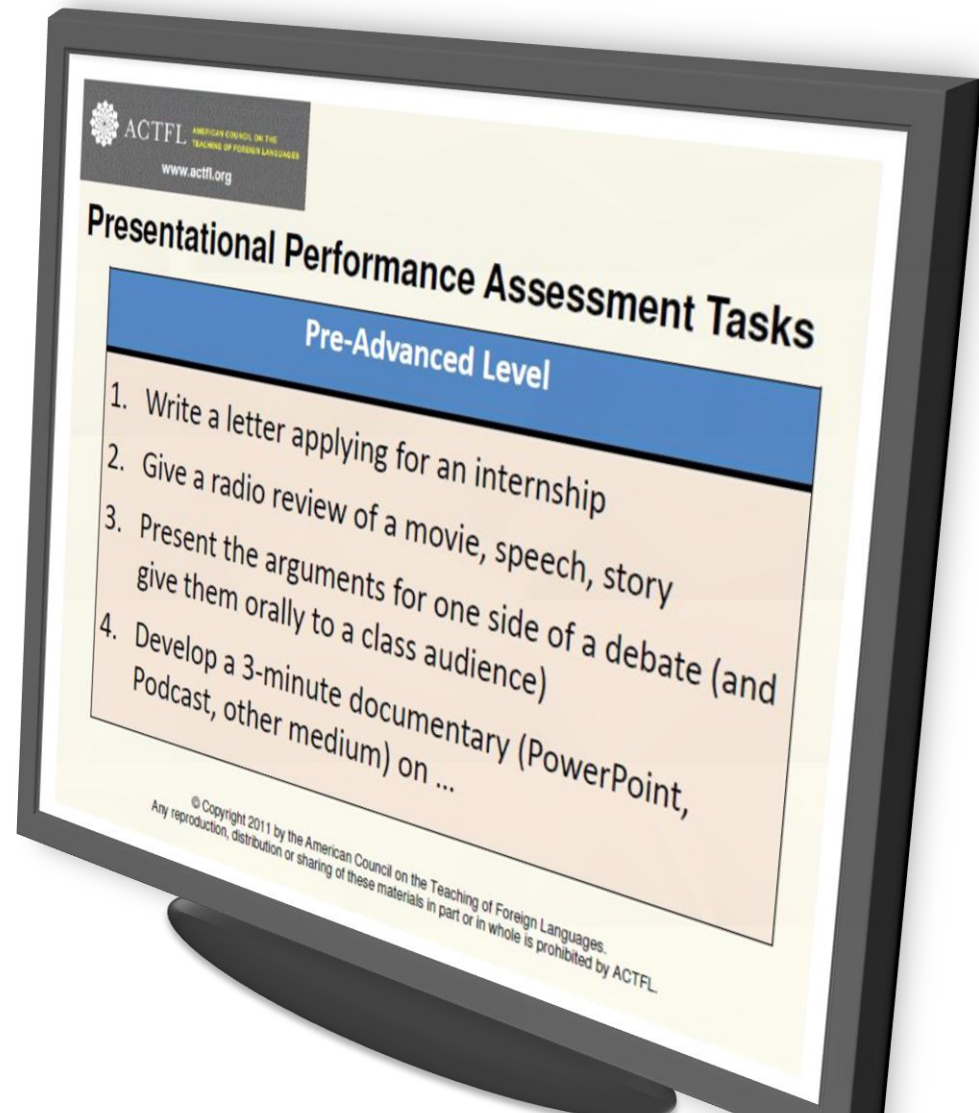 ACTFL AMERICAN COUNCIL ON THE
TEACHING OF FOREIGN LANGUAGES
www.actfl.org
Presentational Performance Assessment Tasks
Pre-Advanced Level
1. Write a letter applying for an internship
2. Give a radio review of a movie, speech, story
3. Present the arguments for one side of a debate (and
give them orally to a class audience)
4. Develop a 3-minute documentary (PowerPoint,
Podcast, other medium) on ...
© Copyright 2011 by the American Council on the Teaching of Foreign Languages.
Any reproduction, distribution or sharing of these materials in part or in whole is prohibited by ACTFL.